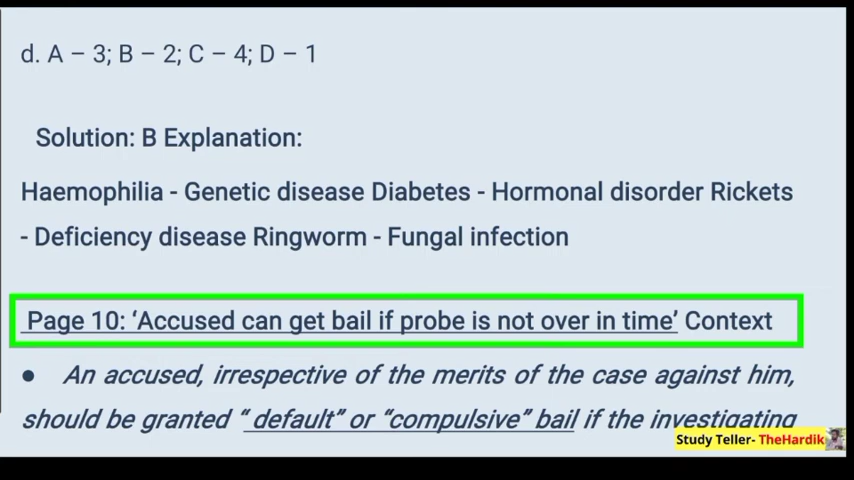 d. A – 3; B – 2; C – 4; D – 1
Solution: B Explanation:
Haemophilia - Genetic disease Diabetes - Hormonal disorder Rickets
- Deficiency disease Ringworm - Fungal infection
Page 10: ‘Accused can get bail if probe is not over in time’ Context
● An accused, irrespective of the merits of the case against him,
should be granted “ default” or “compulsive” bail if the investigating
Study Teller- TheHardik